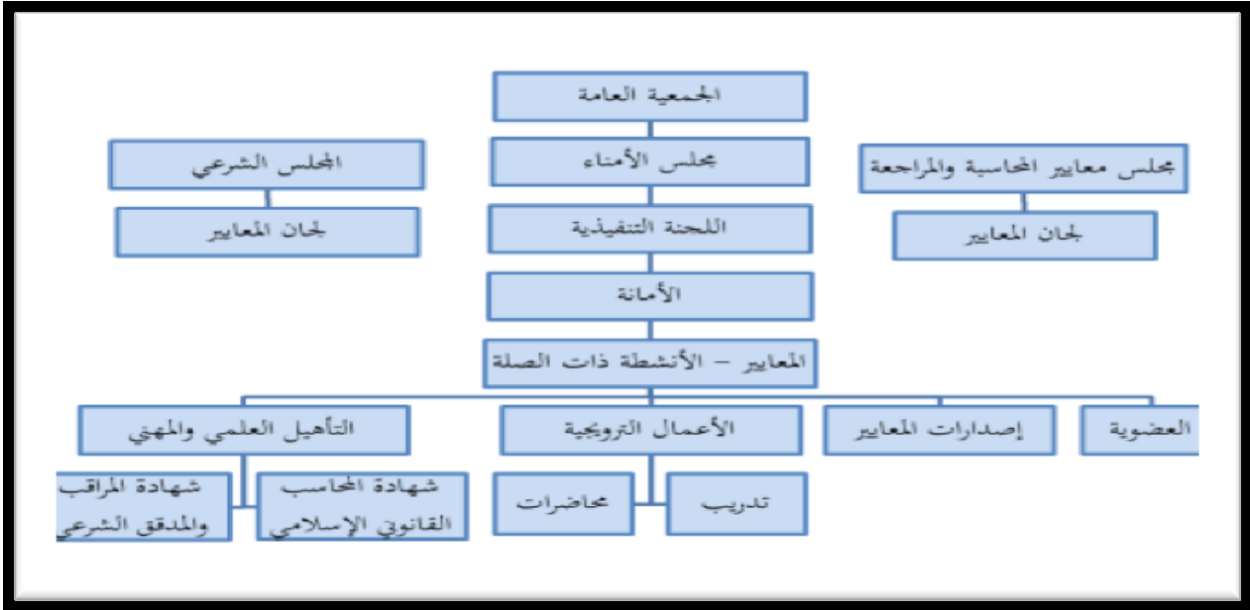 الجمعية العامة
مجلس معايير المحاسبة والمراجعة
مجلس الأمناء
المجلس الشرعي
لجان المعايير
اللجنة التنفيذية
لجان المعايير
الأمانة
المعايير – الأنشطة ذات الصلة
العضوية
إصدارات المعايير
الأعمال الترويجية
التأهيل العلمي والمهني
تدريب
محاضرات
شهادة المحاسب
القانوني الإسلامي
شهادة المراقب
والمدقق الشرعي